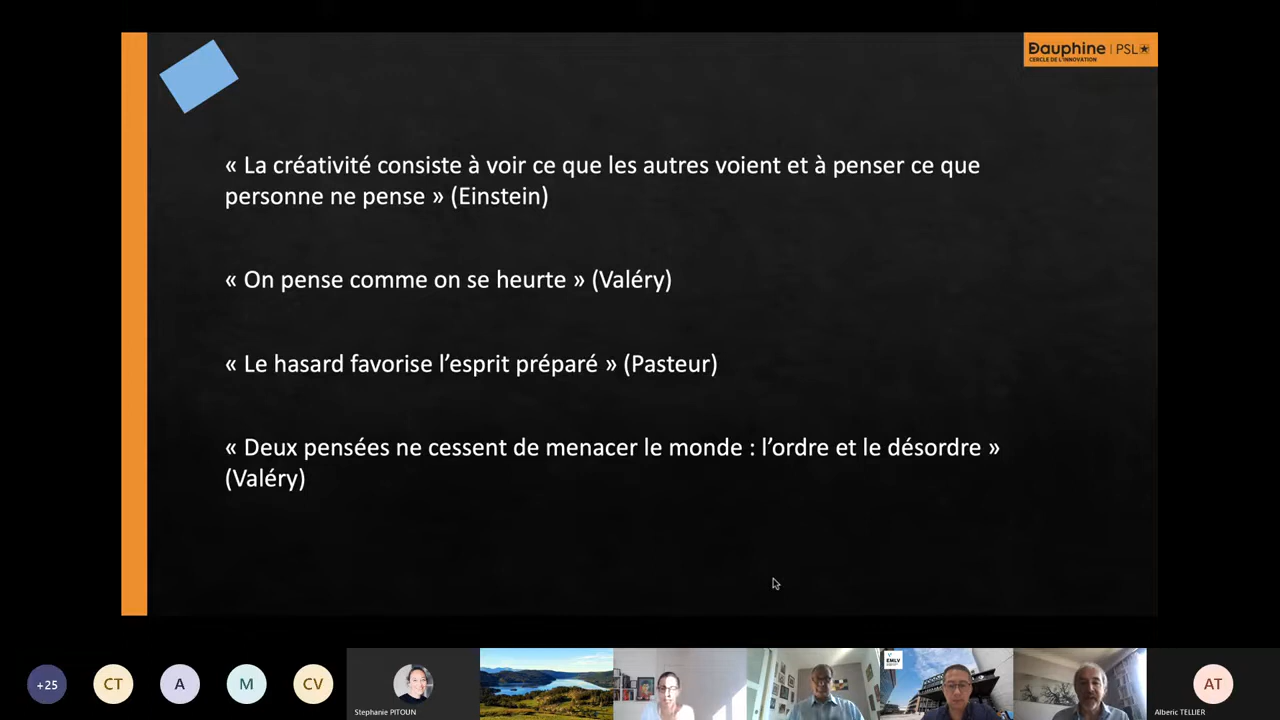 Dauphine | PSL★
CERCLE DE L'INNOVATION
« La créativité consiste à voir ce que les autres voient et à penser ce que
personne ne pense » (Einstein)
« On pense comme on se heurte » (Valéry)
« Le hasard favorise l’esprit préparé » (Pasteur)
« Deux pensées ne cessent de menacer le monde : l’ordre et le désordre »
(Valéry)
+25
CT
A
M
CV
Stephanie PITOUN
EMLV
AT
Alberic TELLIER